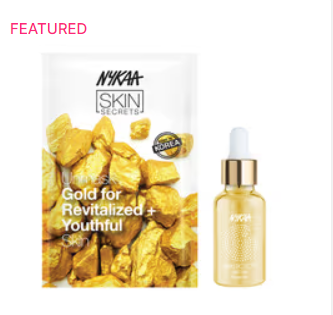 FEATURED
NYKAA
SKIN
SECRETS
KOREA
Gold for
Revitalized +
Youthful
Skin
NYKAA